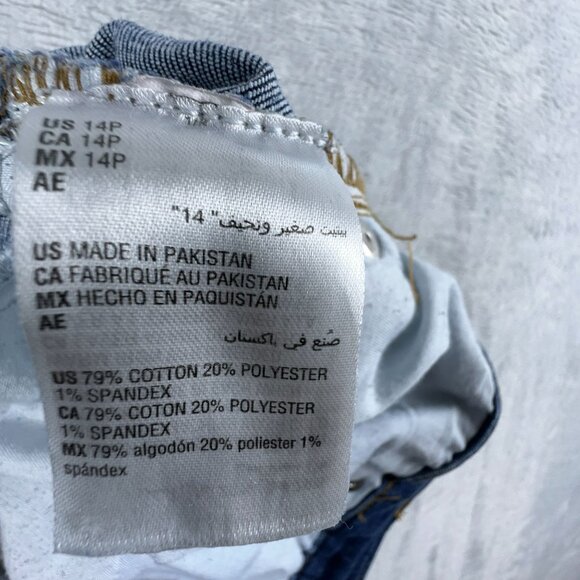 US 14P
CA 14P
MX 14P
AE
بيتيت صغير ونحيف" 14"
US MADE IN PAKISTAN
CA FABRIQUÉ AU PAKISTAN
MX HECHO EN PAQUISTÁN
AE
صُنع في باكستان
US 79% COTTON 20% POLYESTER
1% SPANDEX
CA 79% COTON 20% POLYESTER
1% SPANDEX
MX 79% algodón 20% poliester 1%
spándex